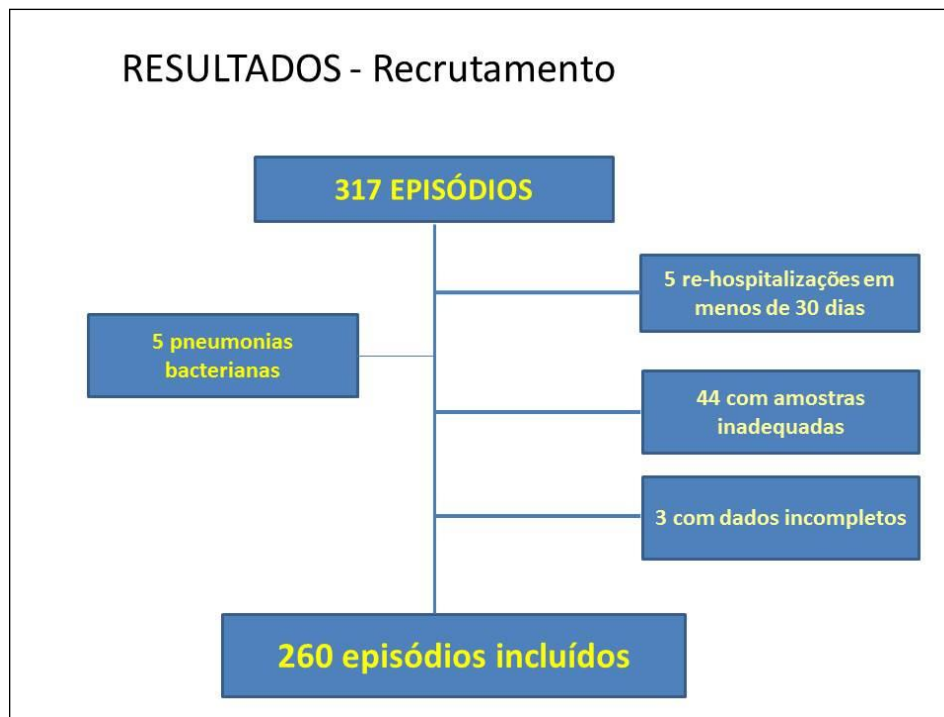 RESULTADOS - Recrutamento
317 EPISÓDIOS
5 re-hospitalizações em
menos de 30 dias
5 pneumonias
bacterianas
44 com amostras
inadequadas
3 com dados incompletos
260 episódios incluídos